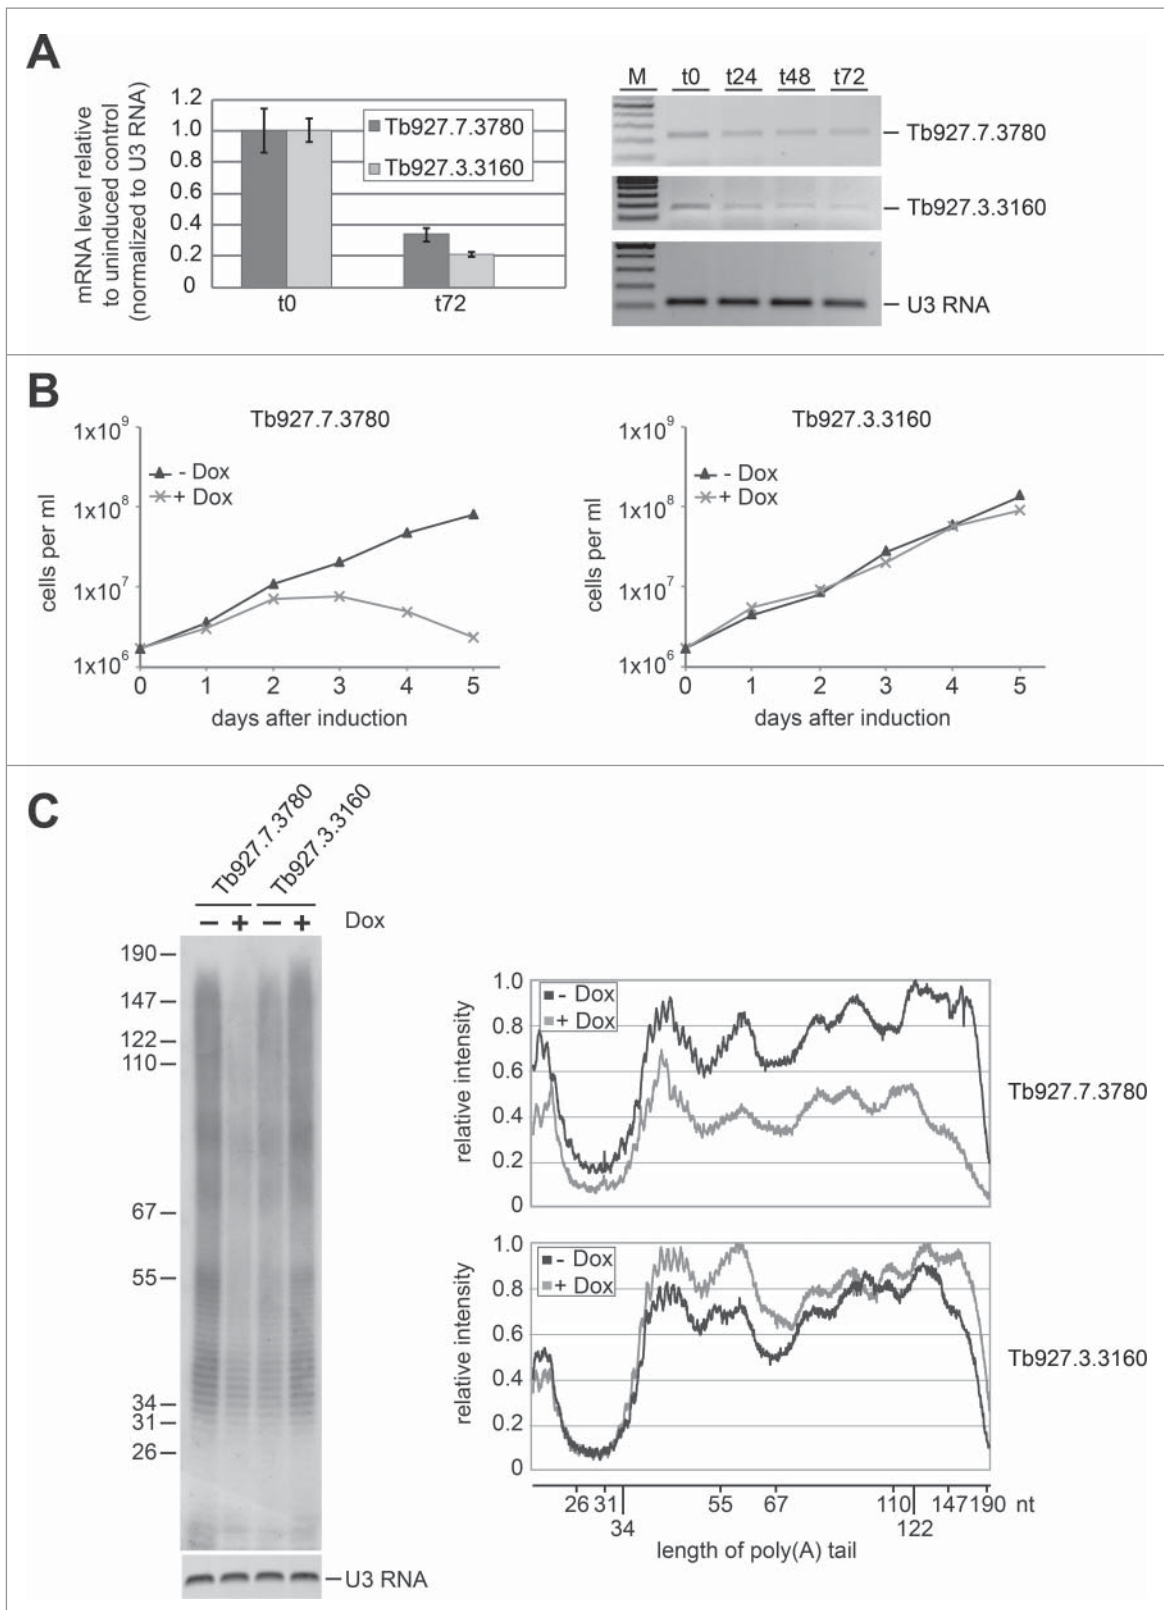 A
mRNA level relative
to uninduced control
(normalized to U3 RNA)
1.2
1.0
0.8
0.6
0.4
0.2
0
Tb927.7.3780
Tb927.3.3160
t0 t72
M t0 t24 t48 t72
Tb927.7.3780
Tb927.3.3160
U3 RNA
B
Tb927.7.3780
cells per ml
1x10⁹
1x10⁸
1x10⁷
1x10⁶
- Dox
+ Dox
0 1 2 3 4 5
days after induction
Tb927.3.3160
cells per ml
1x10⁹
1x10⁸
1x10⁷
1x10⁶
- Dox
+ Dox
0 1 2 3 4 5
days after induction
C
Tb927.7.3780
Tb927.3.3160
− + − + Dox
190
147
122
110
67
55
34
31
26
U3 RNA
relative intensity
1.0
0.8
0.6
0.4
0.2
0
- Dox
+ Dox
Tb927.7.3780
relative intensity
1.0
0.8
0.6
0.4
0.2
0
- Dox
+ Dox
Tb927.3.3160
26 31 55 67 110 147 190 nt
34 122
length of poly(A) tail